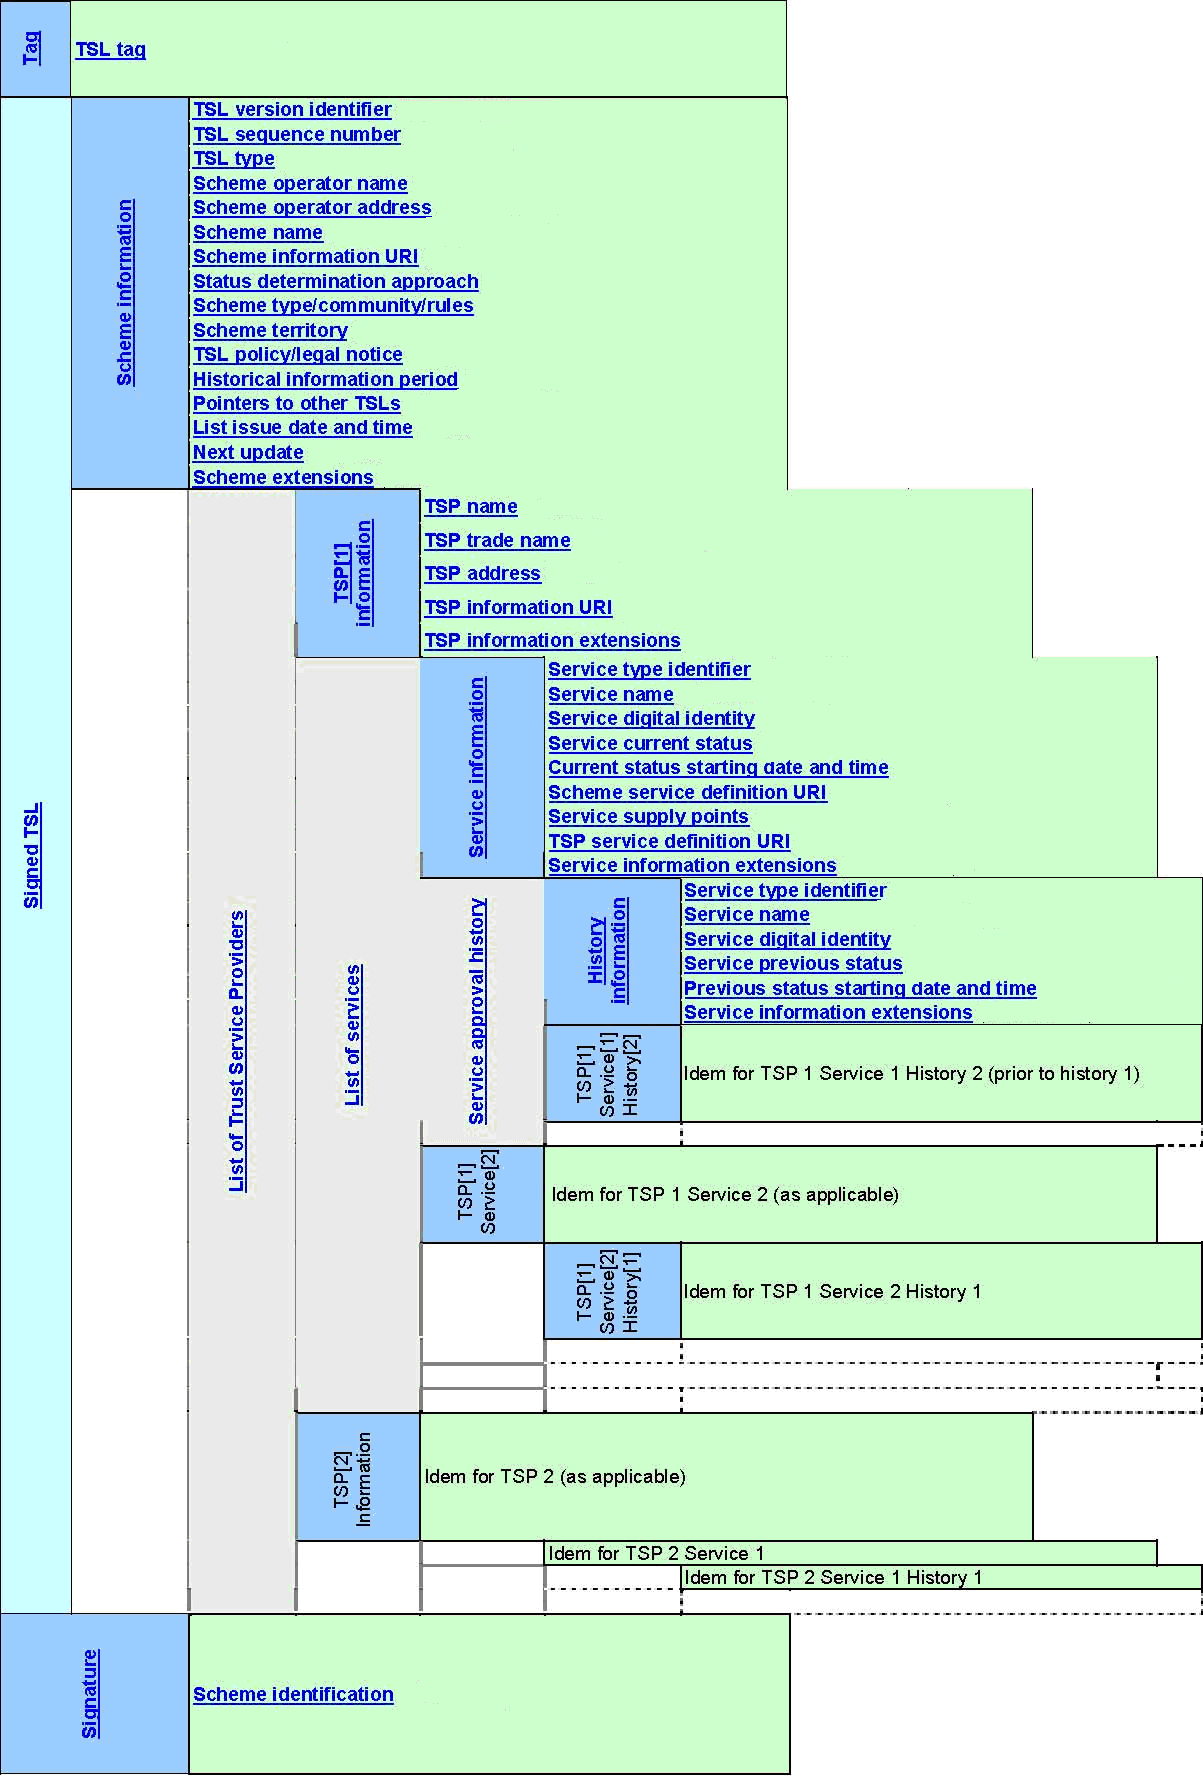 Tag
TSL tag
Signed TSL
Scheme information
TSL version identifier
TSL sequence number
TSL type
Scheme operator name
Scheme operator address
Scheme name
Scheme information URI
Status determination approach
Scheme type/community/rules
Scheme territory
TSL policy/legal notice
Historical information period
Pointers to other TSLs
List issue date and time
Next update
Scheme extensions
List of Trust Service Providers
TSP[1]
information
TSP name
TSP trade name
TSP address
TSP information URI
TSP information extensions
List of services
Service information
Service type identifier
Service name
Service digital identity
Service current status
Current status starting date and time
Scheme service definition URI
Service supply points
TSP service definition URI
Service information extensions
Service approval history
History
information
Service type identifier
Service name
Service digital identity
Service previous status
Previous status starting date and time
Service information extensions
TSP[1]
Service[1]
History[2]
Idem for TSP 1 Service 1 History 2 (prior to history 1)
TSP[1]
Service[2]
Idem for TSP 1 Service 2 (as applicable)
TSP[1]
Service[2]
History[1]
Idem for TSP 1 Service 2 History 1
TSP[2]
Information
Idem for TSP 2 (as applicable)
Idem for TSP 2 Service 1
Idem for TSP 2 Service 1 History 1
Signature
Scheme identification